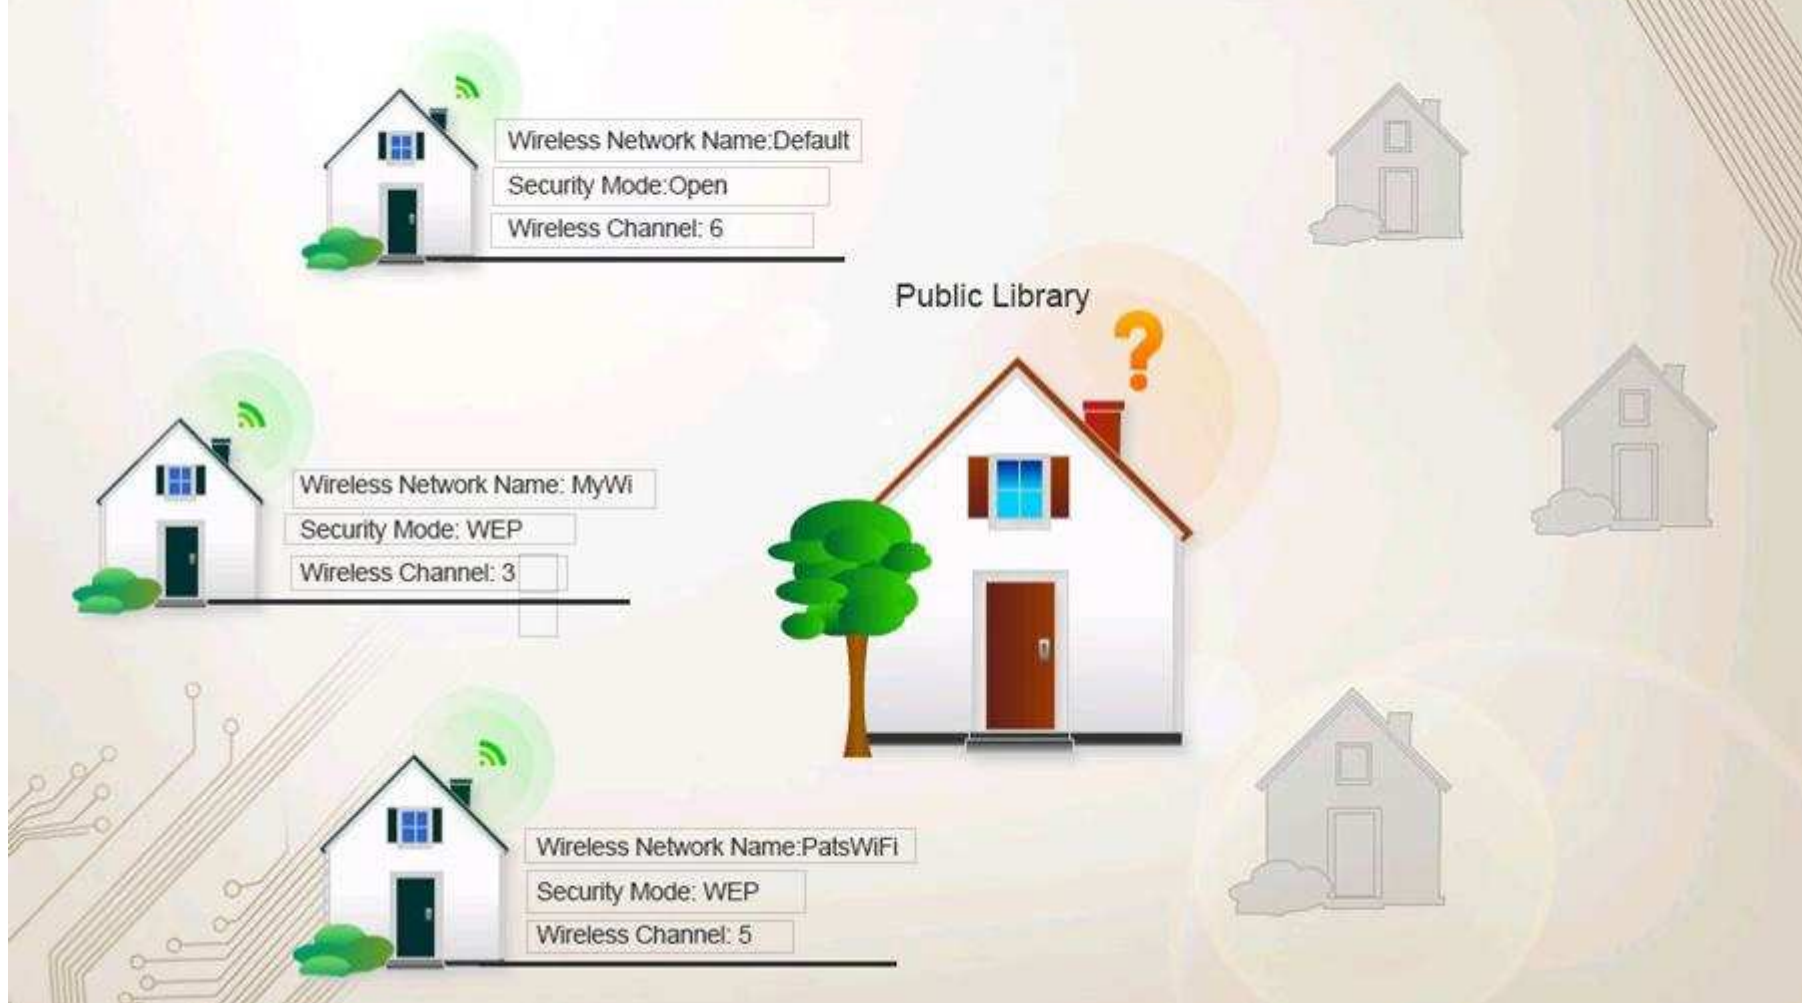 Wireless Network Name:Default
Security Mode:Open
Wireless Channel: 6
Public Library
?
Wireless Network Name: MyWi
Security Mode: WEP
Wireless Channel: 3
Wireless Network Name:PatsWiFi
Security Mode: WEP
Wireless Channel: 5